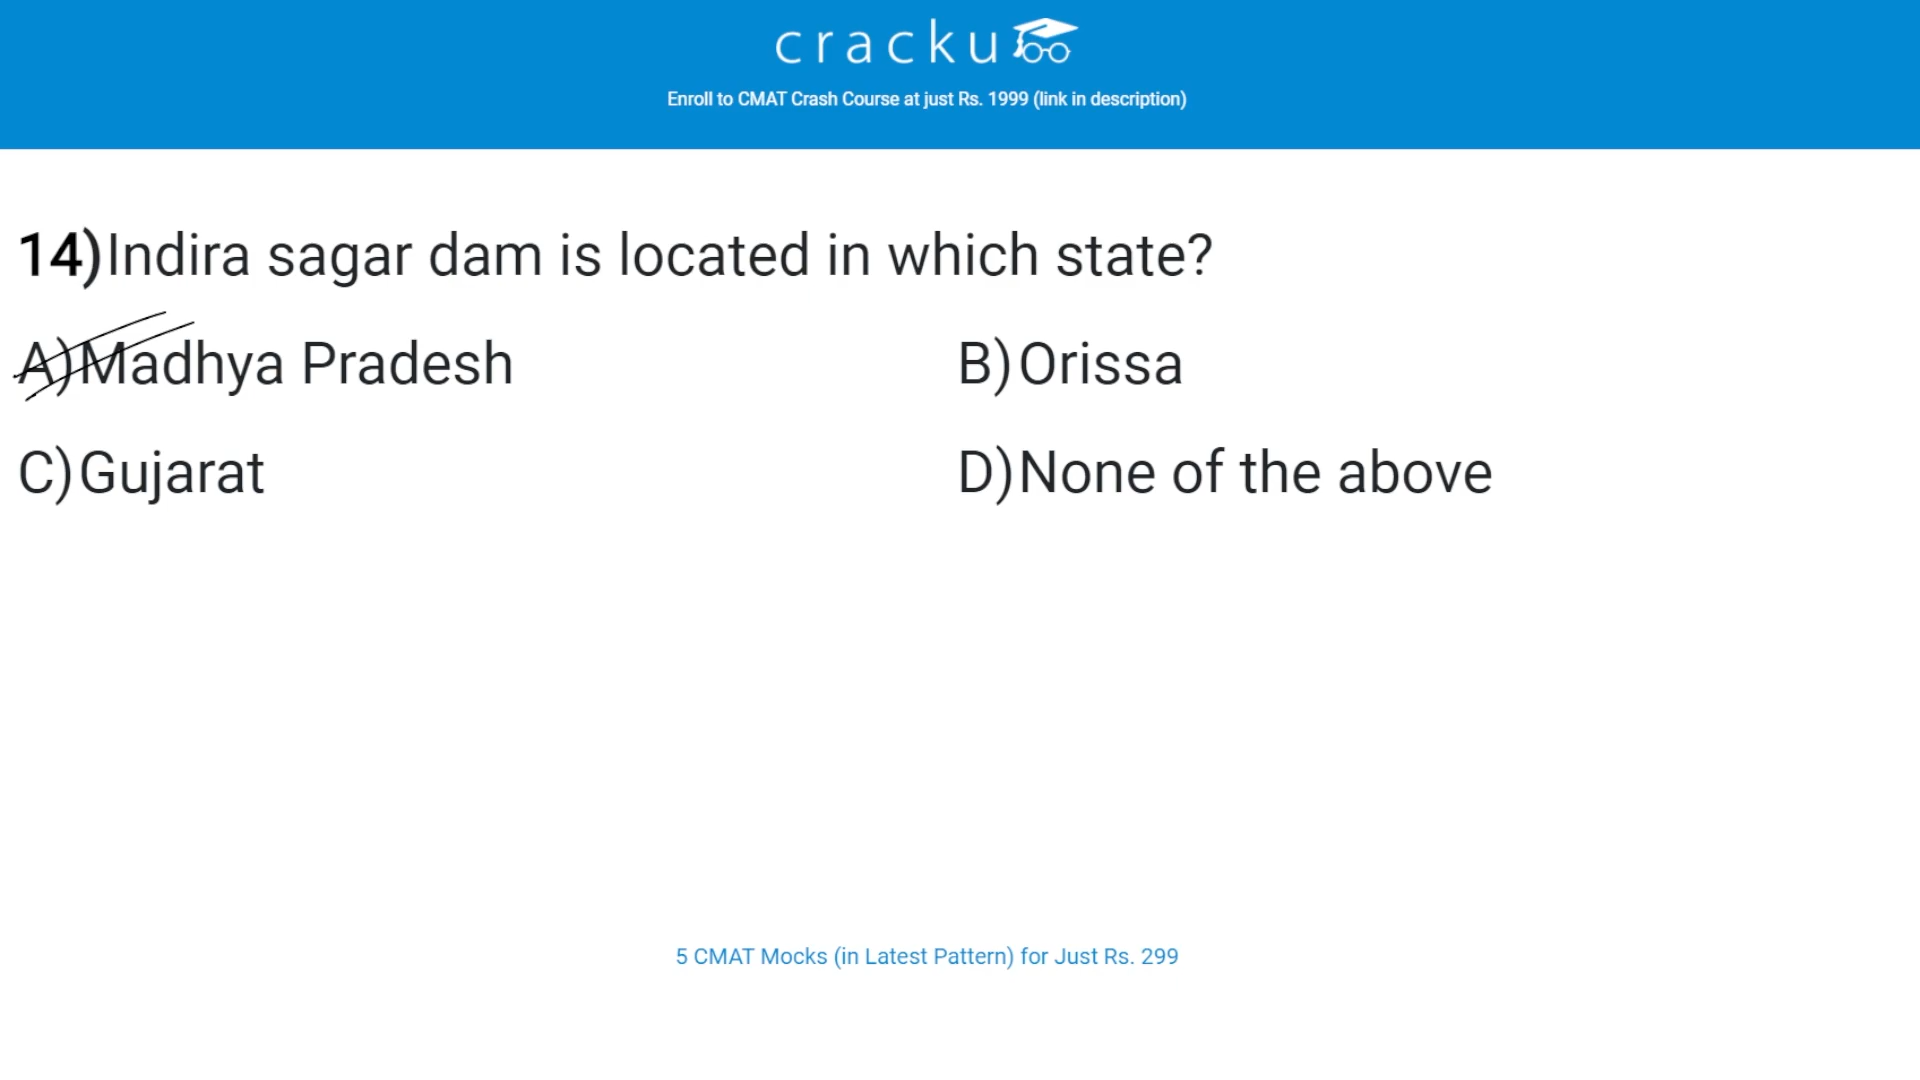 cracku
Enroll to CMAT Crash Course at just Rs. 1999 (link in description)
14)Indira sagar dam is located in which state?
A)Madhya Pradesh
B)Orissa
C)Gujarat
D)None of the above
5 CMAT Mocks (in Latest Pattern) for Just Rs. 299